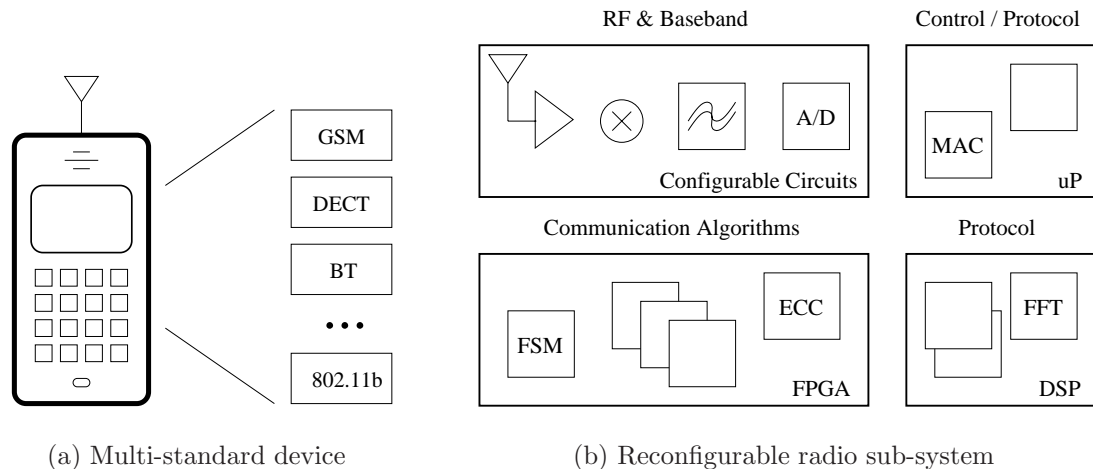 GSM
DECT
BT
•••
802.11b
(a) Multi-standard device
RF & Baseband
A/D
Configurable Circuits
Control / Protocol
MAC
uP
Communication Algorithms
FSM
ECC
FPGA
Protocol
FFT
DSP
(b) Reconfigurable radio sub-system